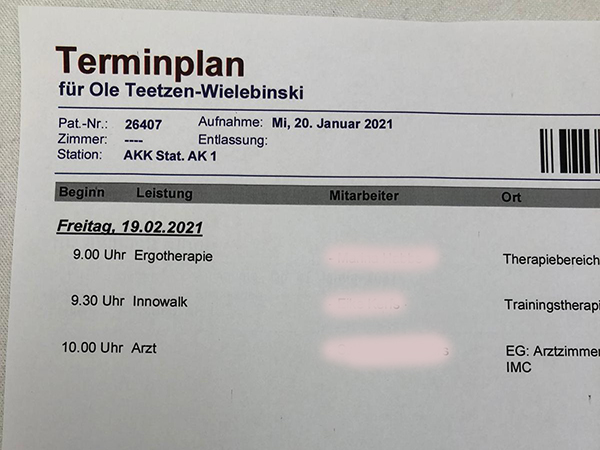 Terminplan
für Ole Teetzen-Wielebinski
Pat.-Nr.: 26407 Aufnahme: Mi, 20. Januar 2021
Zimmer: ---- Entlassung:
Station: AKK Stat. AK 1
Beginn Leistung Mitarbeiter Ort
Freitag, 19.02.2021
9.00 Uhr Ergotherapie Therapiebereich
9.30 Uhr Innowalk Trainingstherapi
10.00 Uhr Arzt EG: Arztzimmer
IMC